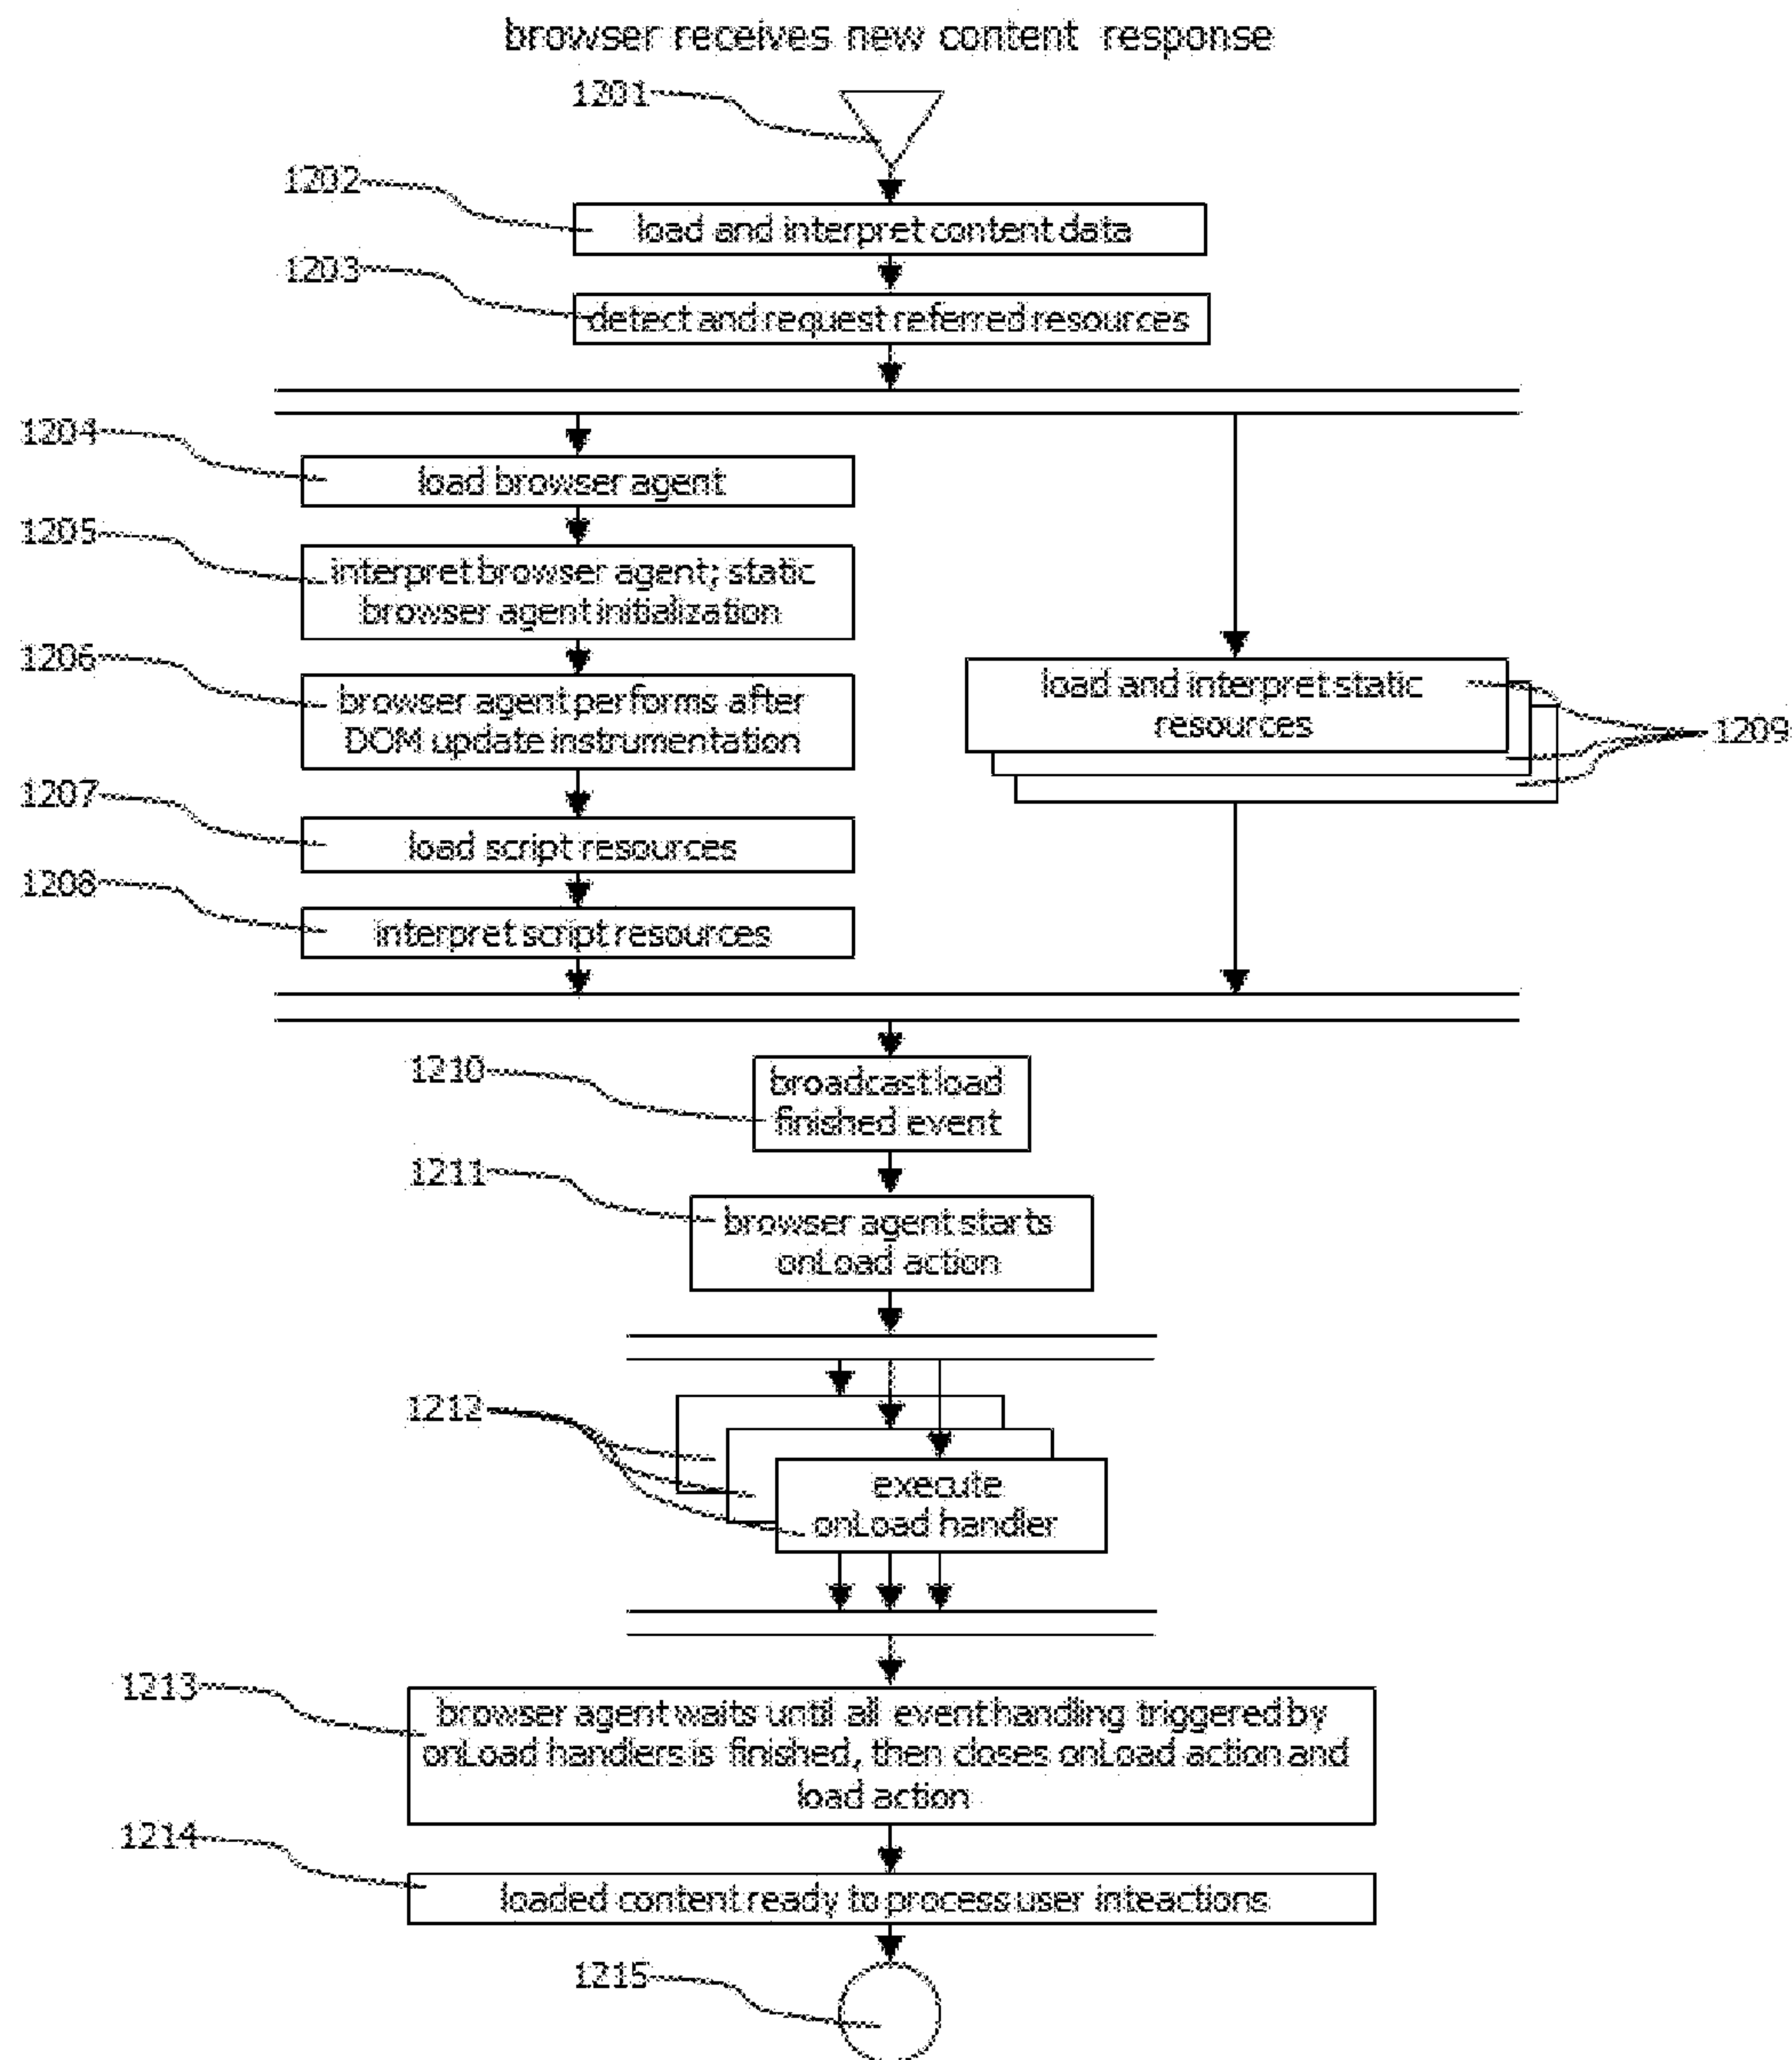 browser receives new content response
1201
1202
load and interpret content data
1203
detect and request referred resources
1204
load browser agent
1205
interpret browser agent; static
browser agent initialization
1206
browser agent performs after
DOM update instrumentation
load and interpret static
resources
1209
1207
load script resources
1208
interpret script resources
1210
broadcast load
finished event
1211
browser agent starts
onLoad action
1212
execute
onLoad handler
1213
browser agent waits until all event handling triggered by
onLoad handlers is finished, then closes onLoad action and
load action
1214
loaded content ready to process user inteactions
1215